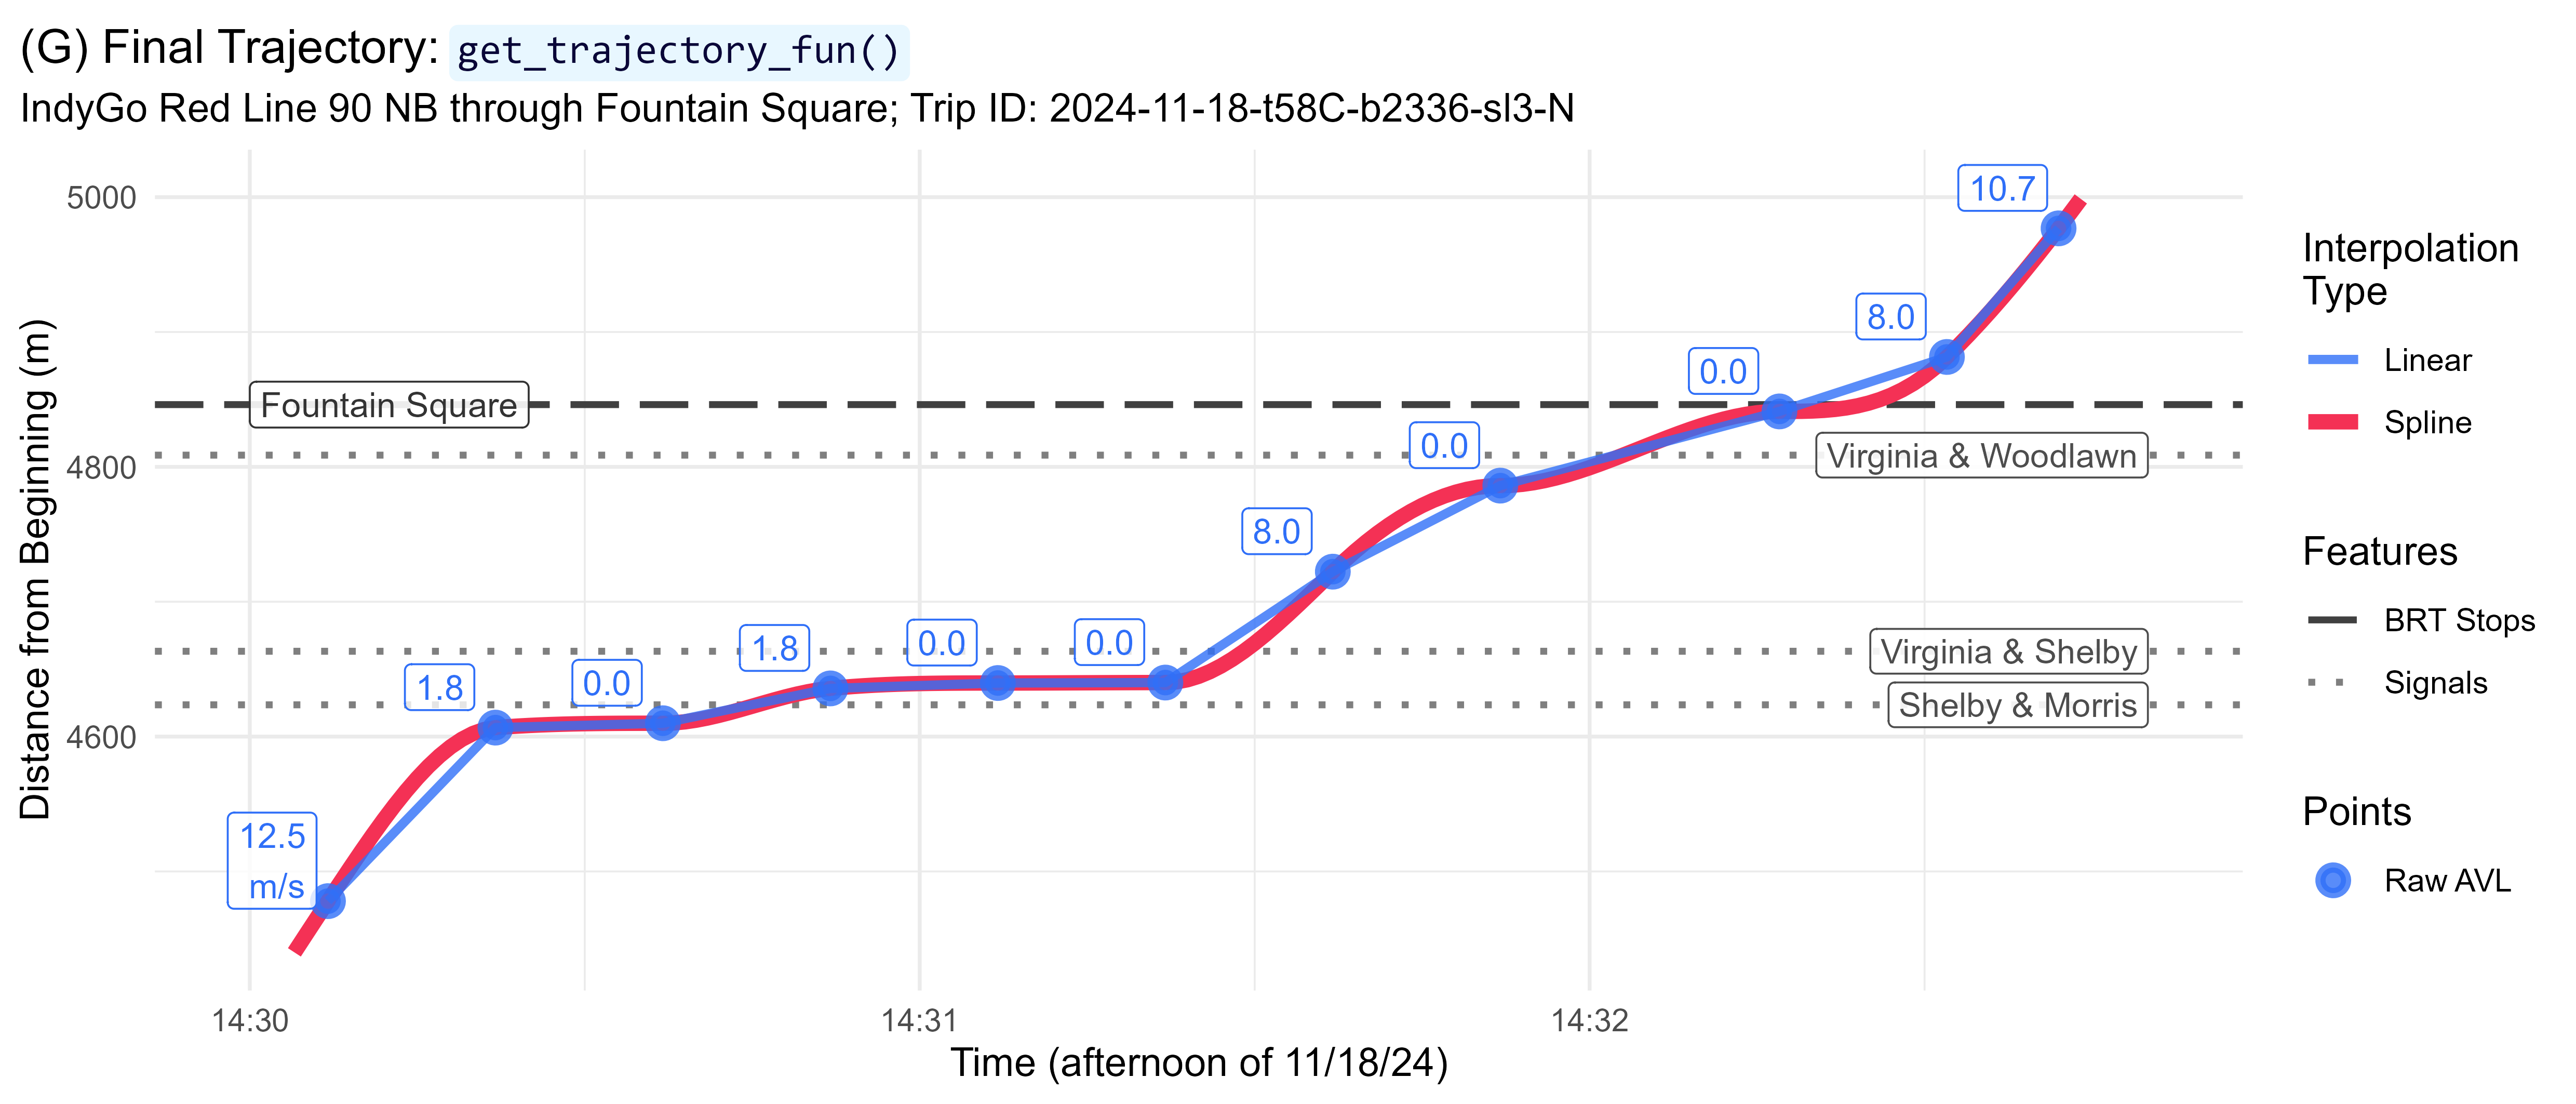 (G) Final Trajectory: get_trajectory_fun()
IndyGo Red Line 90 NB through Fountain Square; Trip ID: 2024-11-18-t58C-b2336-sl3-N
Distance from Beginning (m)
5000
4800
4600
10.7
8.0
0.0
0.0
8.0
0.0
0.0
1.8
0.0
1.8
12.5
m/s
Fountain Square
Virginia & Woodlawn
Virginia & Shelby
Shelby & Morris
14:30
14:31
14:32
Time (afternoon of 11/18/24)
Interpolation
Type
Linear
Spline
Features
BRT Stops
Signals
Points
Raw AVL